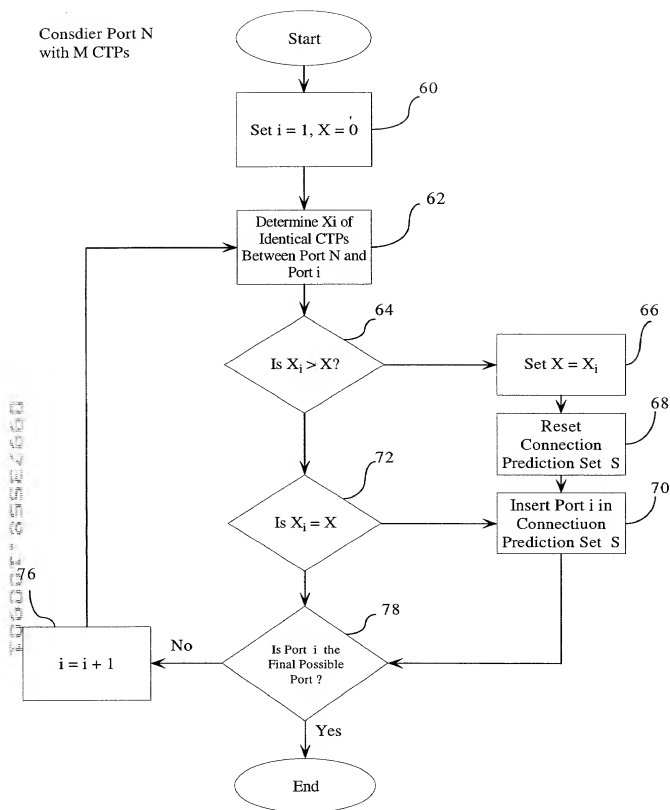 Consdier Port N
with M CTPs
Start
60
Set i = 1, X = 0
62
Determine Xi of
Identical CTPs
Between Port N and
Port i
64
Is Xi > X?
66
Set X = Xi
68
Reset
Connection
Prediction Set S
72
Is Xi = X
70
Insert Port i in
Connectiuon
Prediction Set S
76
i = i + 1
No
78
Is Port i the
Final Possible
Port ?
Yes
End